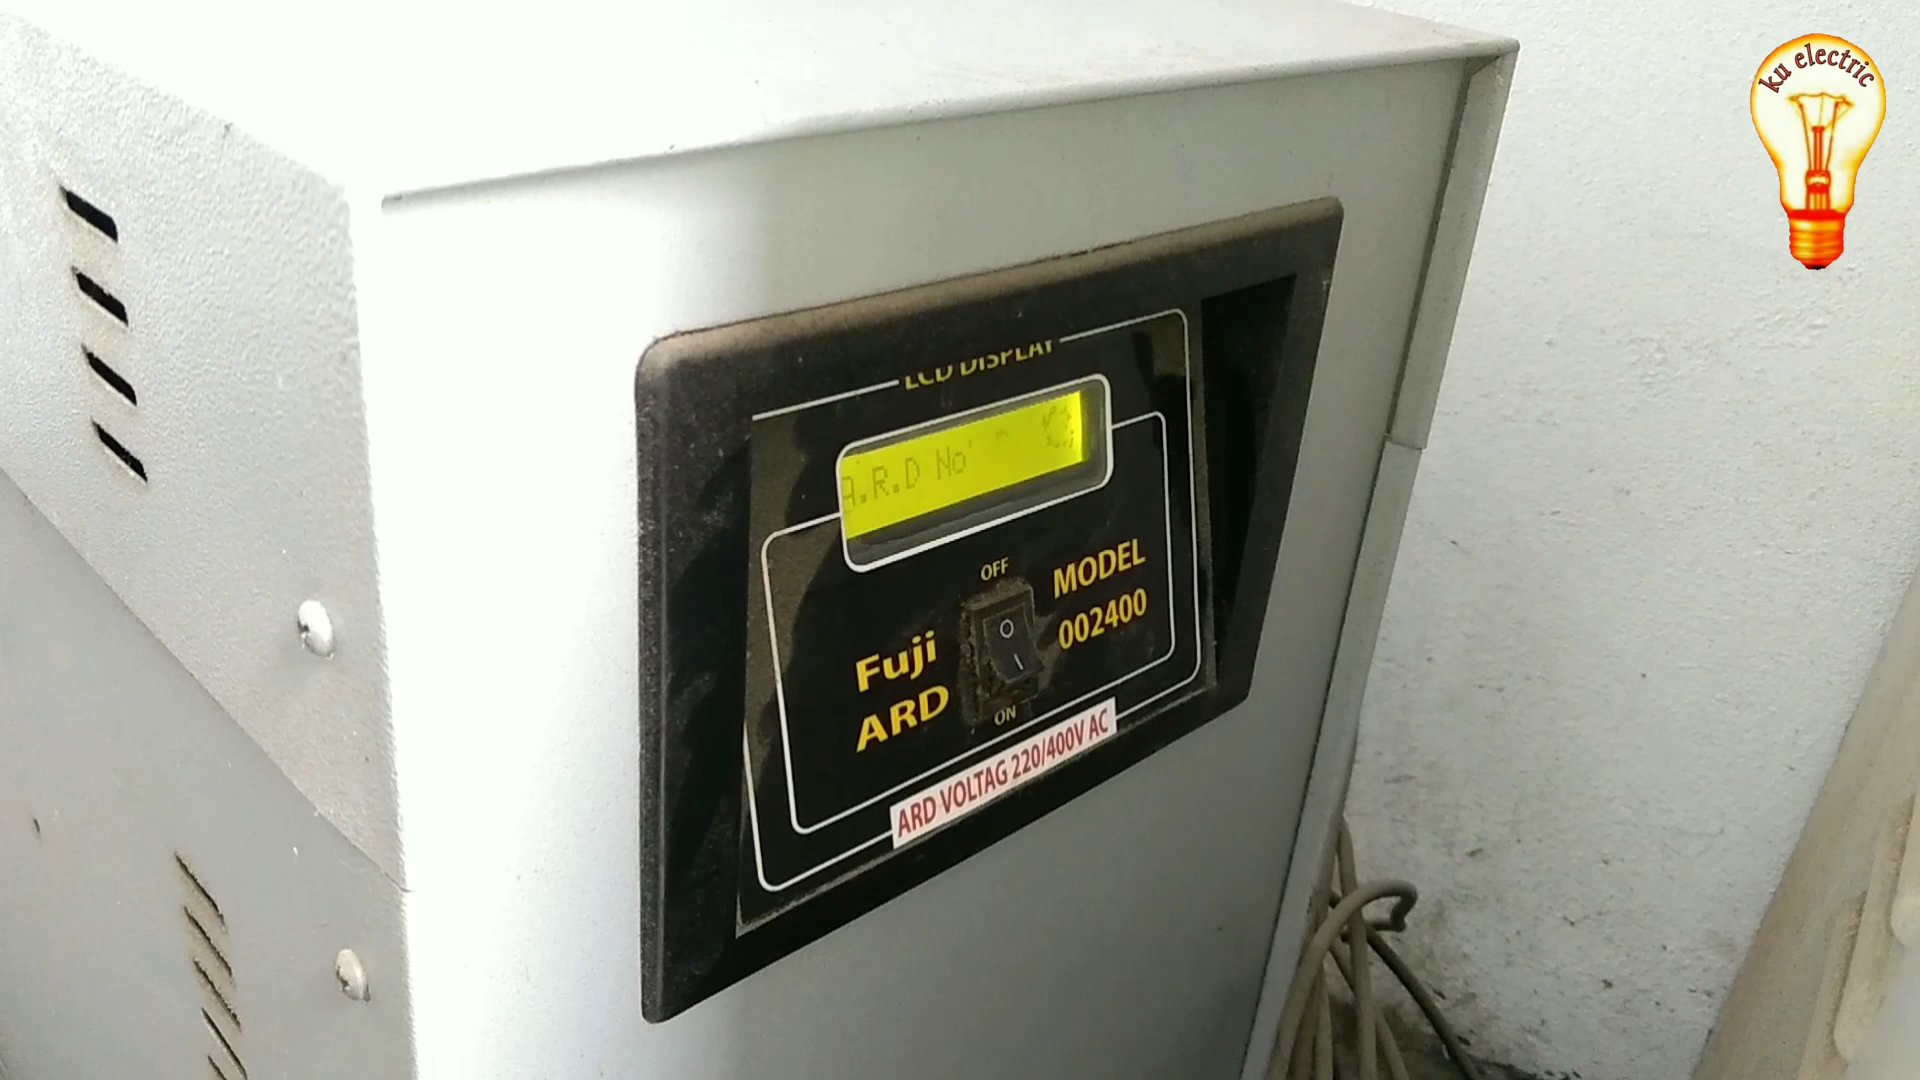 ku electric
LCD DISPLAY
A.R.D No
OFF
MODEL
002400
O
I
Fuji
ARD
ON
ARD VOLTAG 220/400V AC